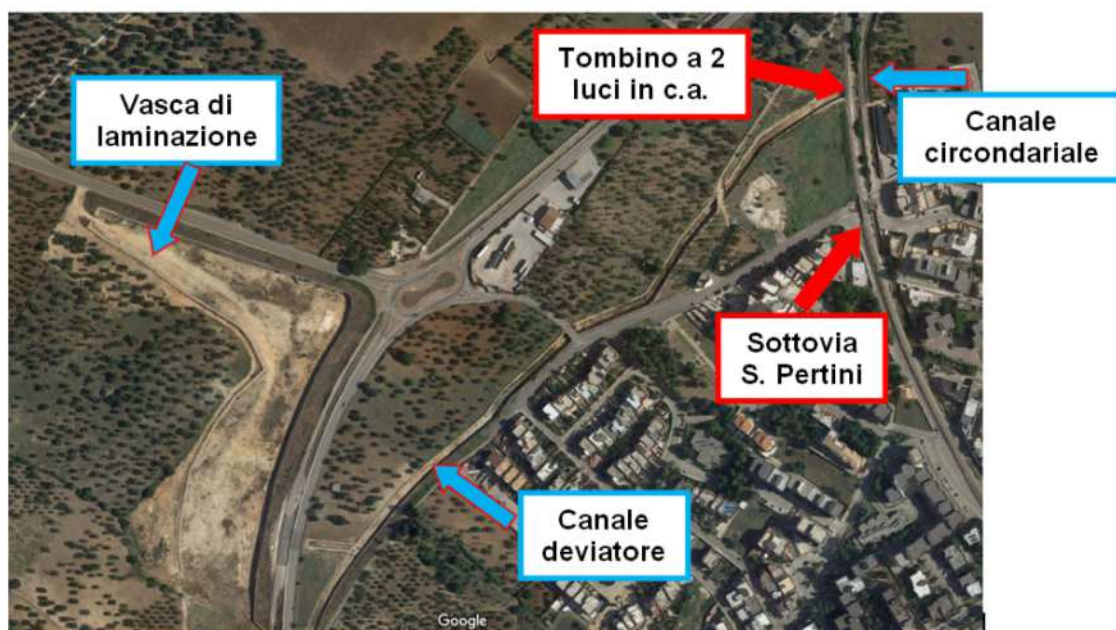 Tombino a 2
luci in c.a.
Vasca di
laminazione
Canale
circondariale
Sottovia
S. Pertini
Canale
deviatore
Google